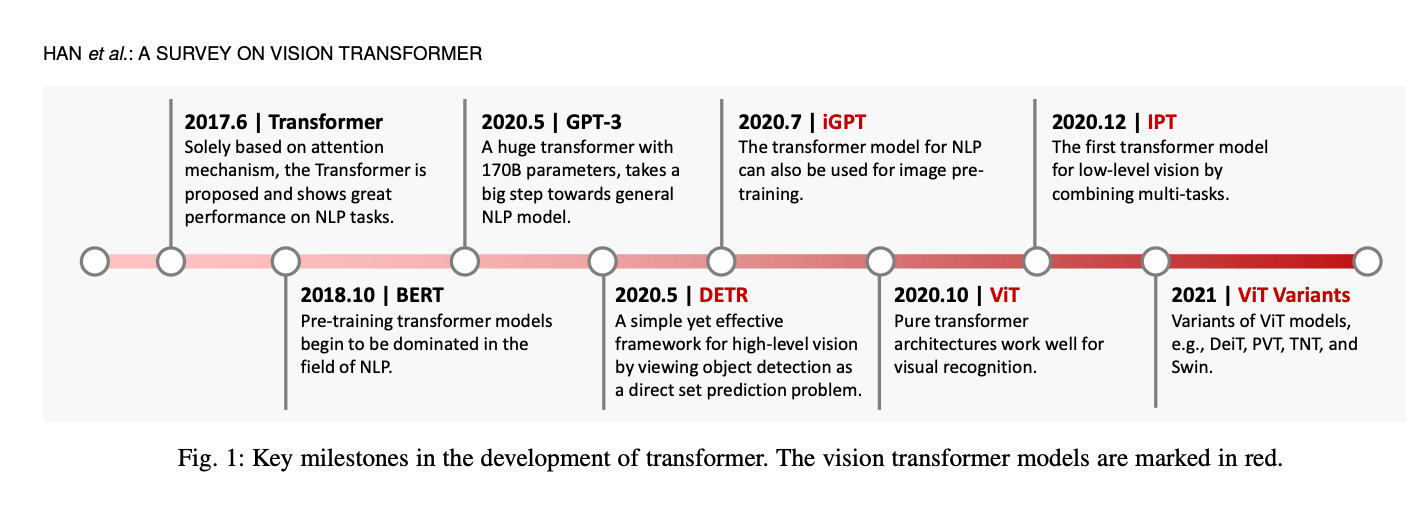 HAN et al.: A SURVEY ON VISION TRANSFORMER
2017.6 | Transformer
Solely based on attention
mechanism, the Transformer is
proposed and shows great
performance on NLP tasks.
2018.10 | BERT
Pre-training transformer models
begin to be dominated in the
field of NLP.
2020.5 | GPT-3
A huge transformer with
170B parameters, takes a
big step towards general
NLP model.
2020.5 | DETR
A simple yet effective
framework for high-level vision
by viewing object detection as
a direct set prediction problem.
2020.7 | iGPT
The transformer model for NLP
can also be used for image pre-
training.
2020.10 | ViT
Pure transformer
architectures work well for
visual recognition.
2020.12 | IPT
The first transformer model
for low-level vision by
combining multi-tasks.
2021 | ViT Variants
Variants of ViT models,
e.g., DeiT, PVT, TNT, and
Swin.
Fig. 1: Key milestones in the development of transformer. The vision transformer models are marked in red.